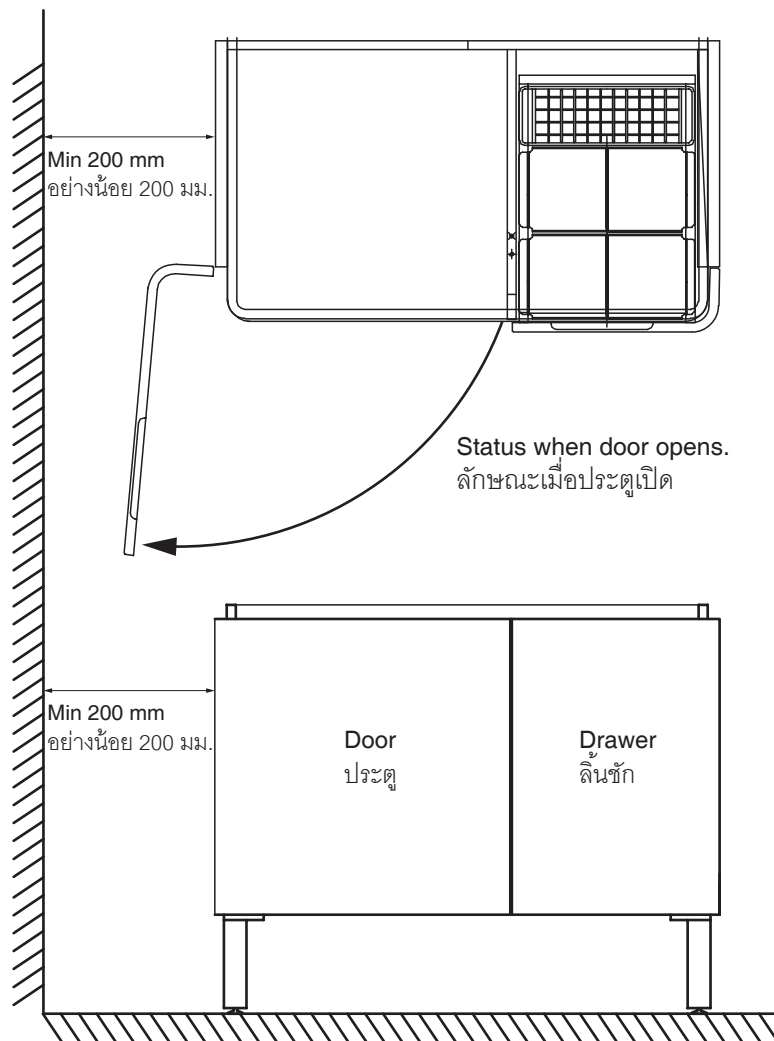 Min 200 mm
อย่างน้อย 200 มม.
Status when door opens.
ลักษณะเมื่อประตูเปิด
Min 200 mm
อย่างน้อย 200 มม.
Door
ประตู
Drawer
ลิ้นชัก